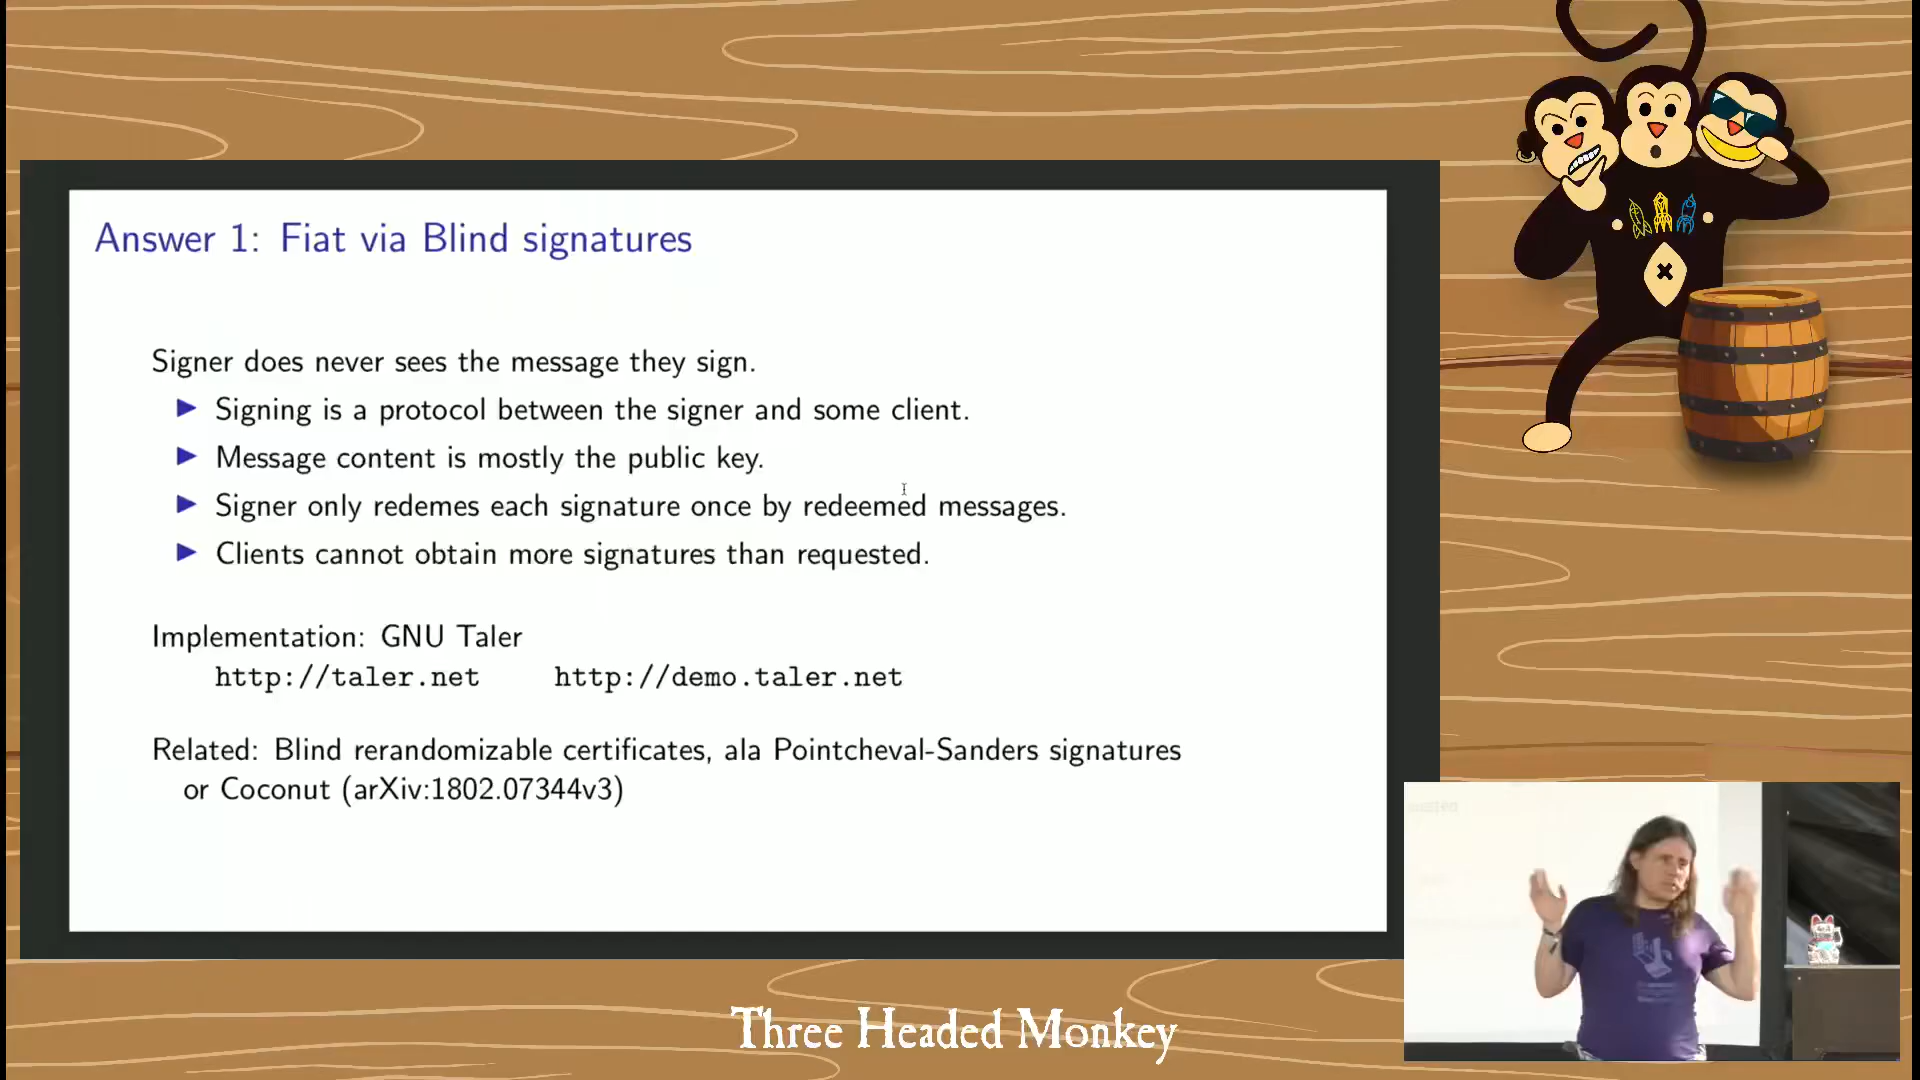 Answer 1: Fiat via Blind signatures
Signer does never sees the message they sign.
Signing is a protocol between the signer and some client.
Message content is mostly the public key.
Signer only redemes each signature once by redeemed messages.
Clients cannot obtain more signatures than requested.
Implementation: GNU Taler
http://taler.net http://demo.taler.net
Related: Blind rerandomizable certificates, ala Pointcheval-Sanders signatures
or Coconut (arXiv:1802.07344v3)
Three Headed Monkey